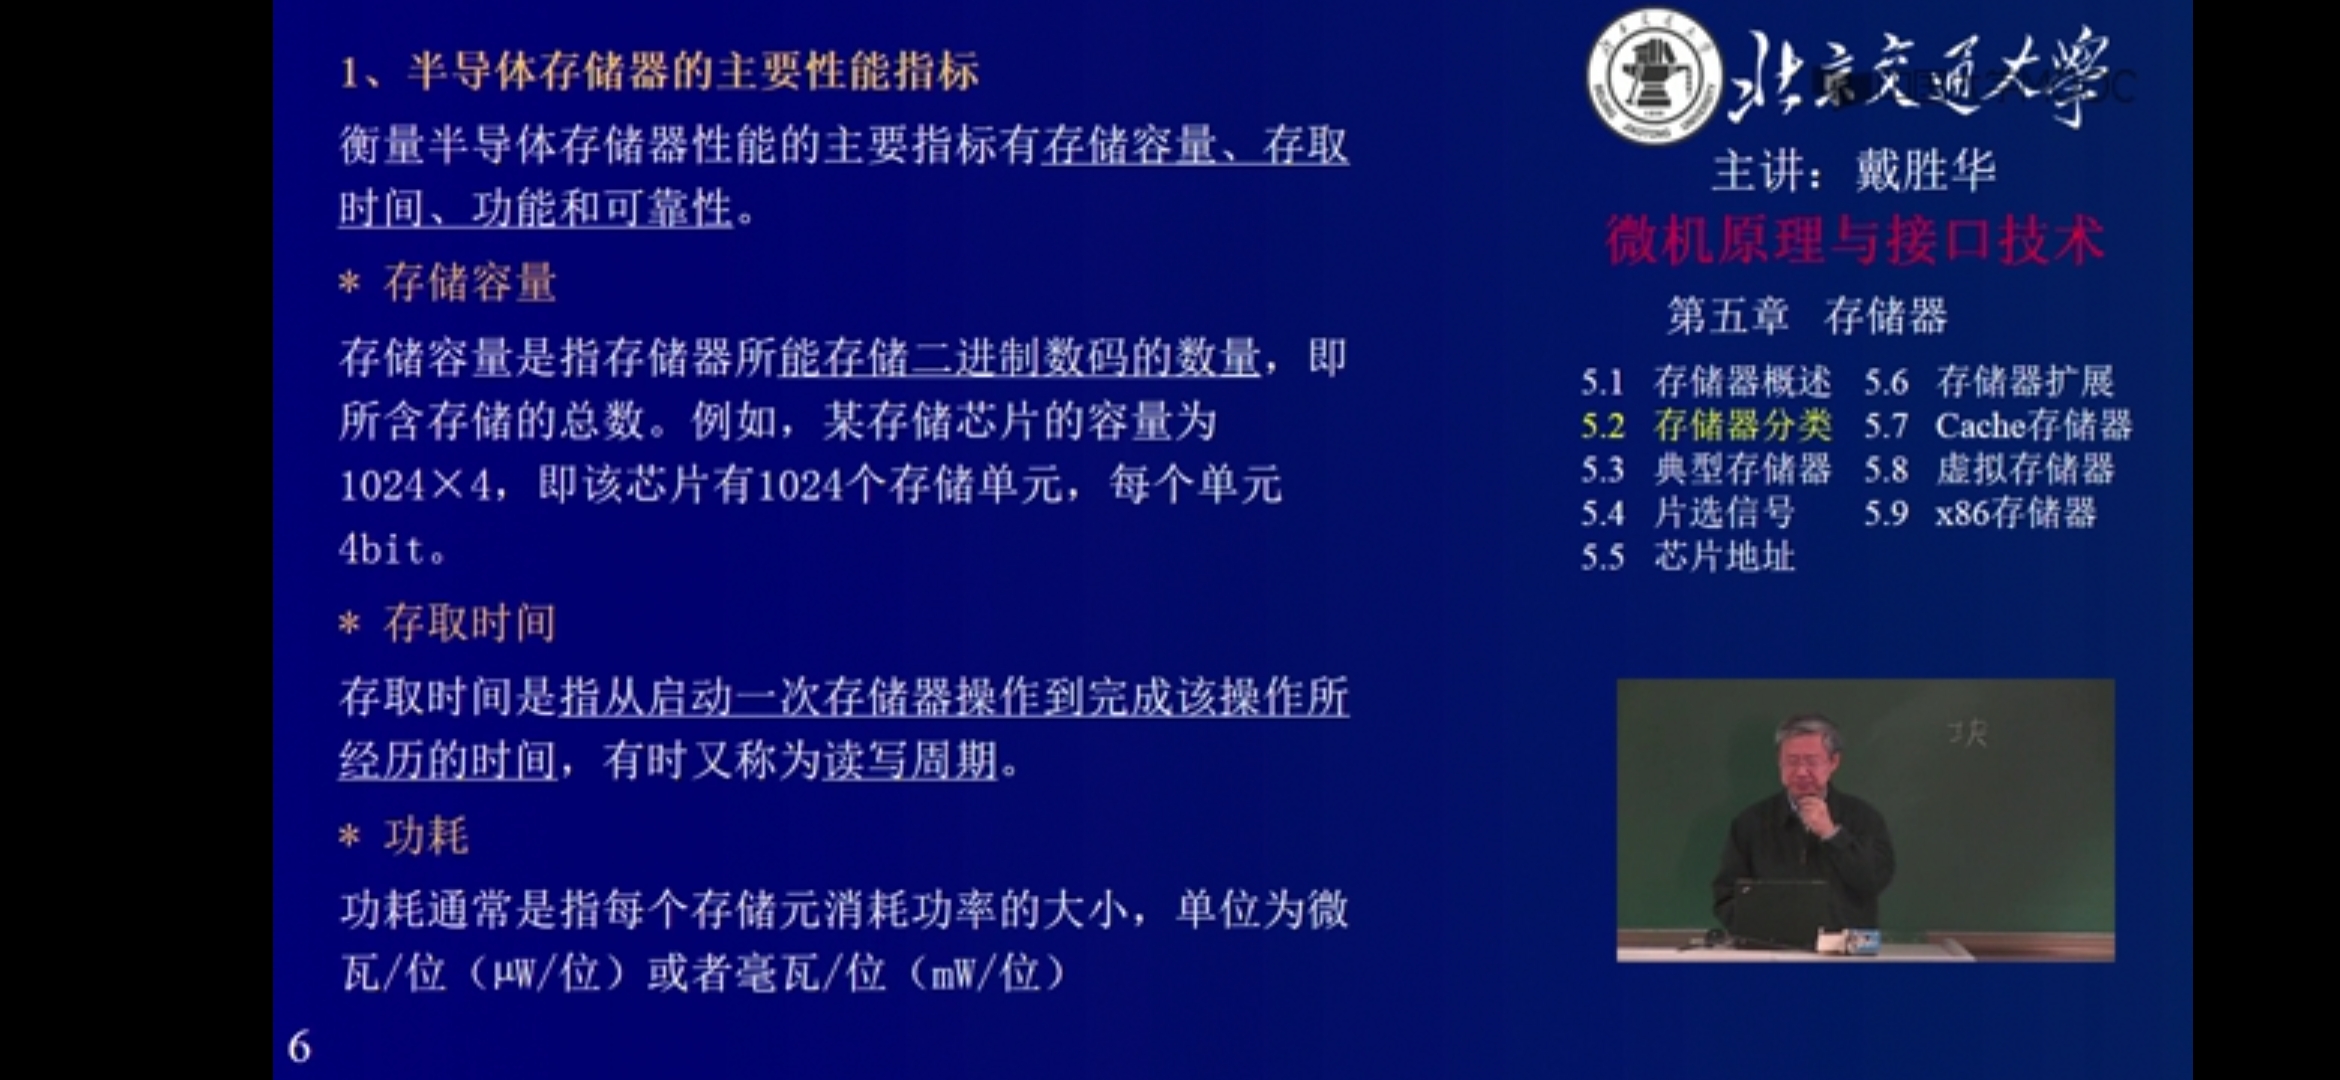 1、半导体存储器的主要性能指标
衡量半导体存储器性能的主要指标有存储容量、存取
时间、功能和可靠性。
* 存储容量
存储容量是指存储器所能存储二进制数码的数量，即
所含存储的总数。例如，某存储芯片的容量为
1024×4，即该芯片有1024个存储单元，每个单元
4bit。
* 存取时间
存取时间是指从启动一次存储器操作到完成该操作所
经历的时间，有时又称为读写周期。
* 功耗
功耗通常是指每个存储元消耗功率的大小，单位为微
瓦/位（μW/位）或者毫瓦/位（mW/位）
6
北京交通大學
主讲：戴胜华
微机原理与接口技术
第五章 存储器
5.1 存储器概述 5.6 存储器扩展
5.2 存储器分类 5.7 Cache存储器
5.3 典型存储器 5.8 虚拟存储器
5.4 片选信号 5.9 x86存储器
5.5 芯片地址